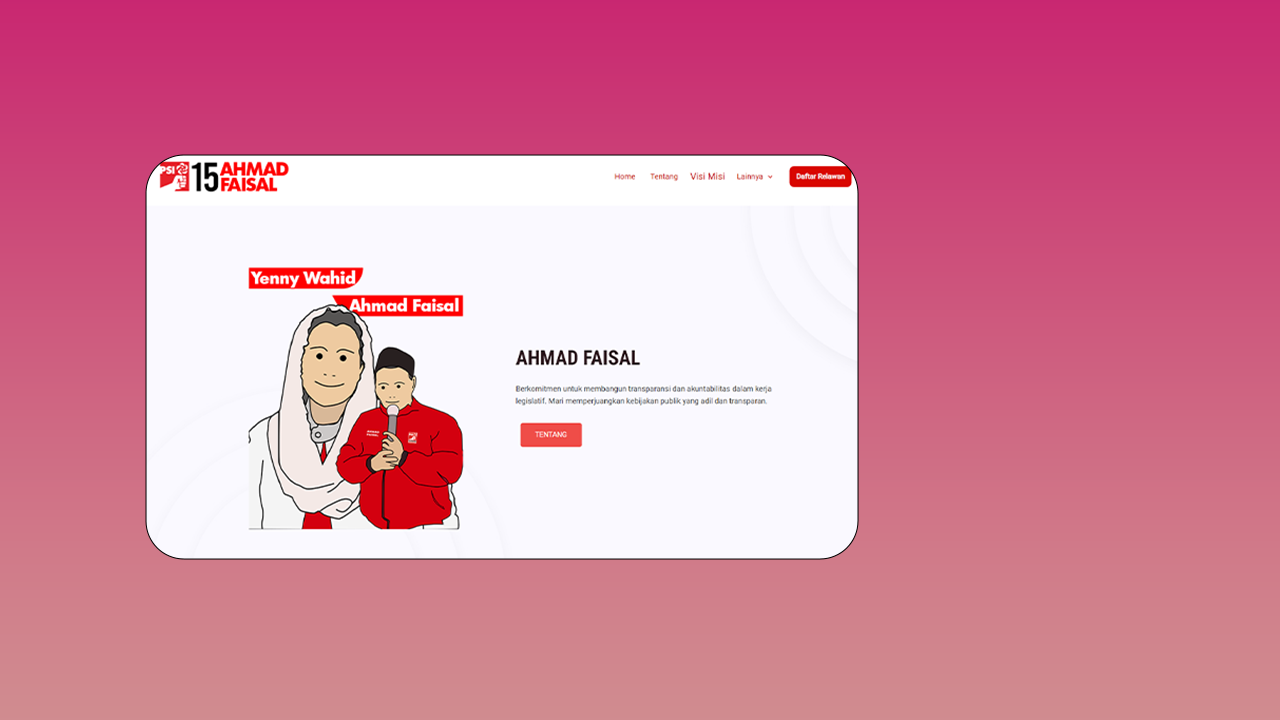 PSI 15 AHMAD
FAISAL
Home Tentang Visi Misi Lainnya Daftar Relawan
Yenny Wahid
Ahmad Faisal
AHMAD FAISAL
Berkomitmen untuk membangun transparansi dan akuntabilitas dalam kerja
legislatif. Mari memperjuangkan kebijakan publik yang adil dan transparan.
TENTANG